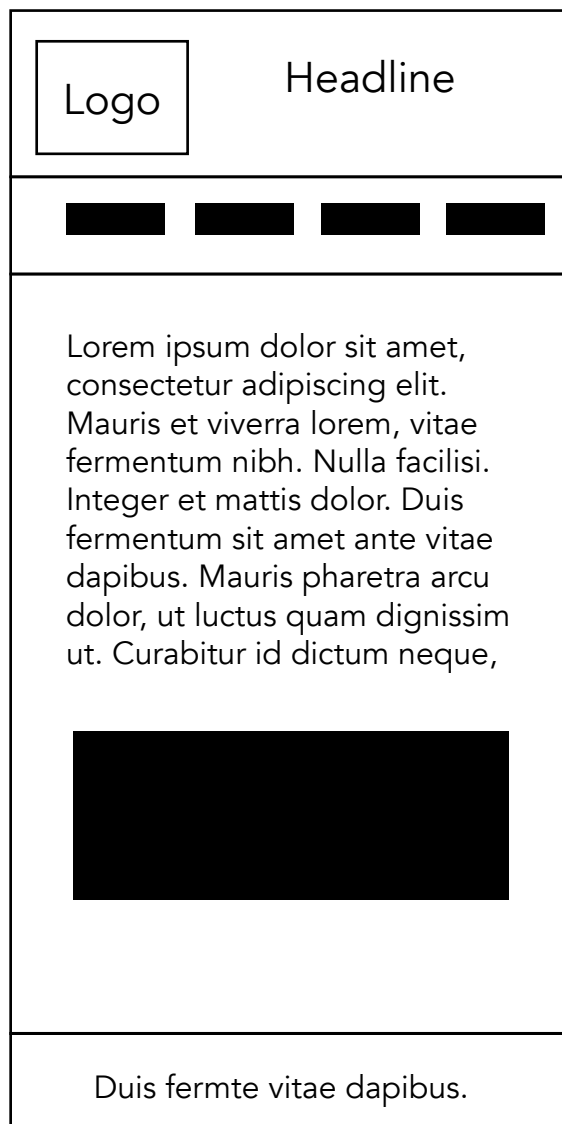 Logo
Headline
Lorem ipsum dolor sit amet,
consectetur adipiscing elit.
Mauris et viverra lorem, vitae
fermentum nibh. Nulla facilisi.
Integer et mattis dolor. Duis
fermentum sit amet ante vitae
dapibus. Mauris pharetra arcu
dolor, ut luctus quam dignissim
ut. Curabitur id dictum neque,
Duis fermte vitae dapibus.